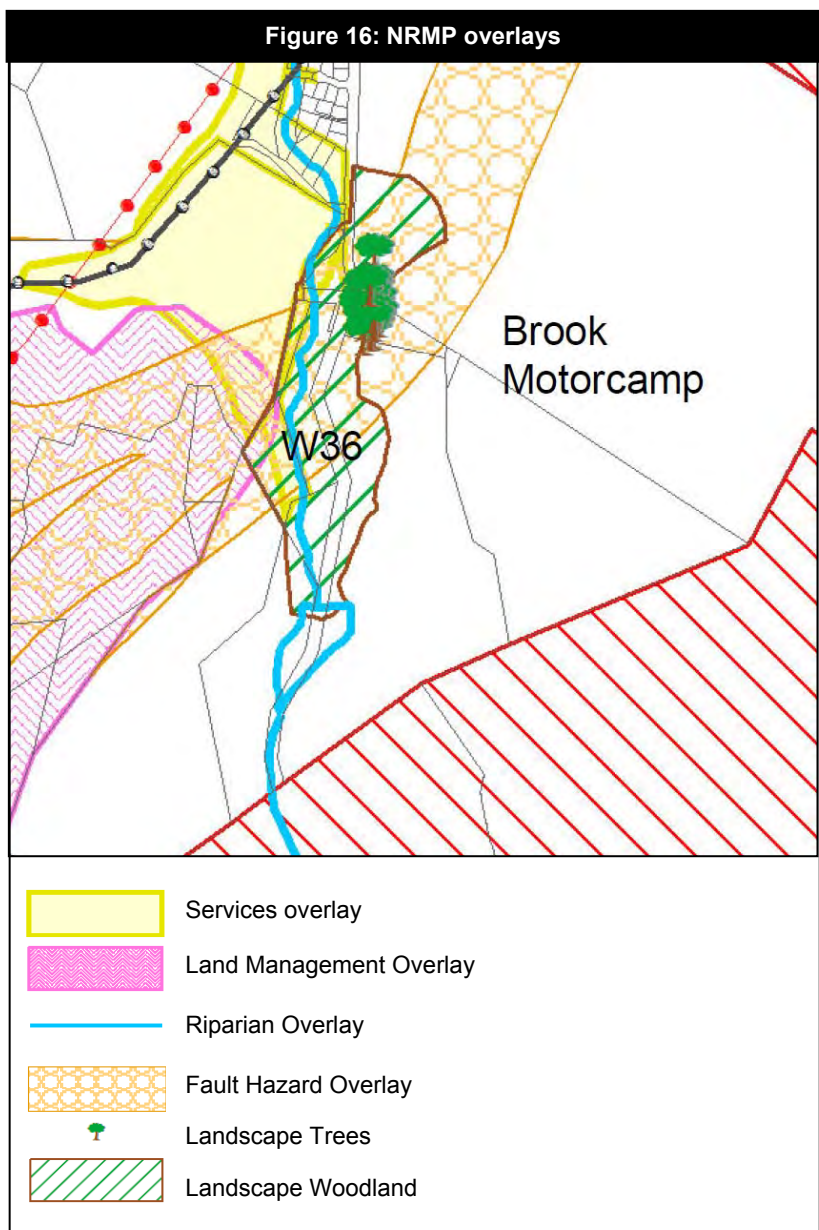 Figure 16: NRMP overlays
Brook
Motorcamp
W36
Services overlay
Land Management Overlay
Riparian Overlay
Fault Hazard Overlay
Landscape Trees
Landscape Woodland